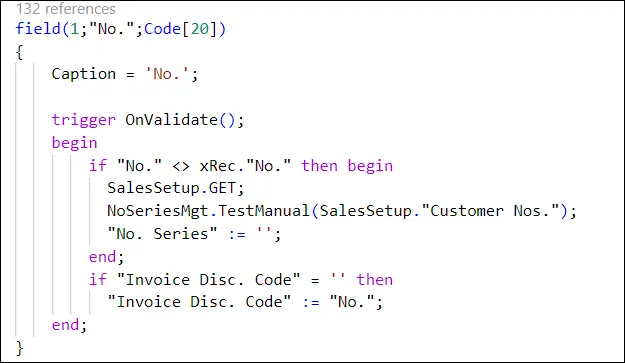 132 references
field(1;"No.";Code[20])
{
Caption = 'No.';
trigger OnValidate();
begin
if "No." <> xRec."No." then begin
SalesSetup.GET;
NoSeriesMgt.TestManual(SalesSetup."Customer Nos.");
"No. Series" := '';
end;
if "Invoice Disc. Code" = '' then
"Invoice Disc. Code" := "No.";
end;
}